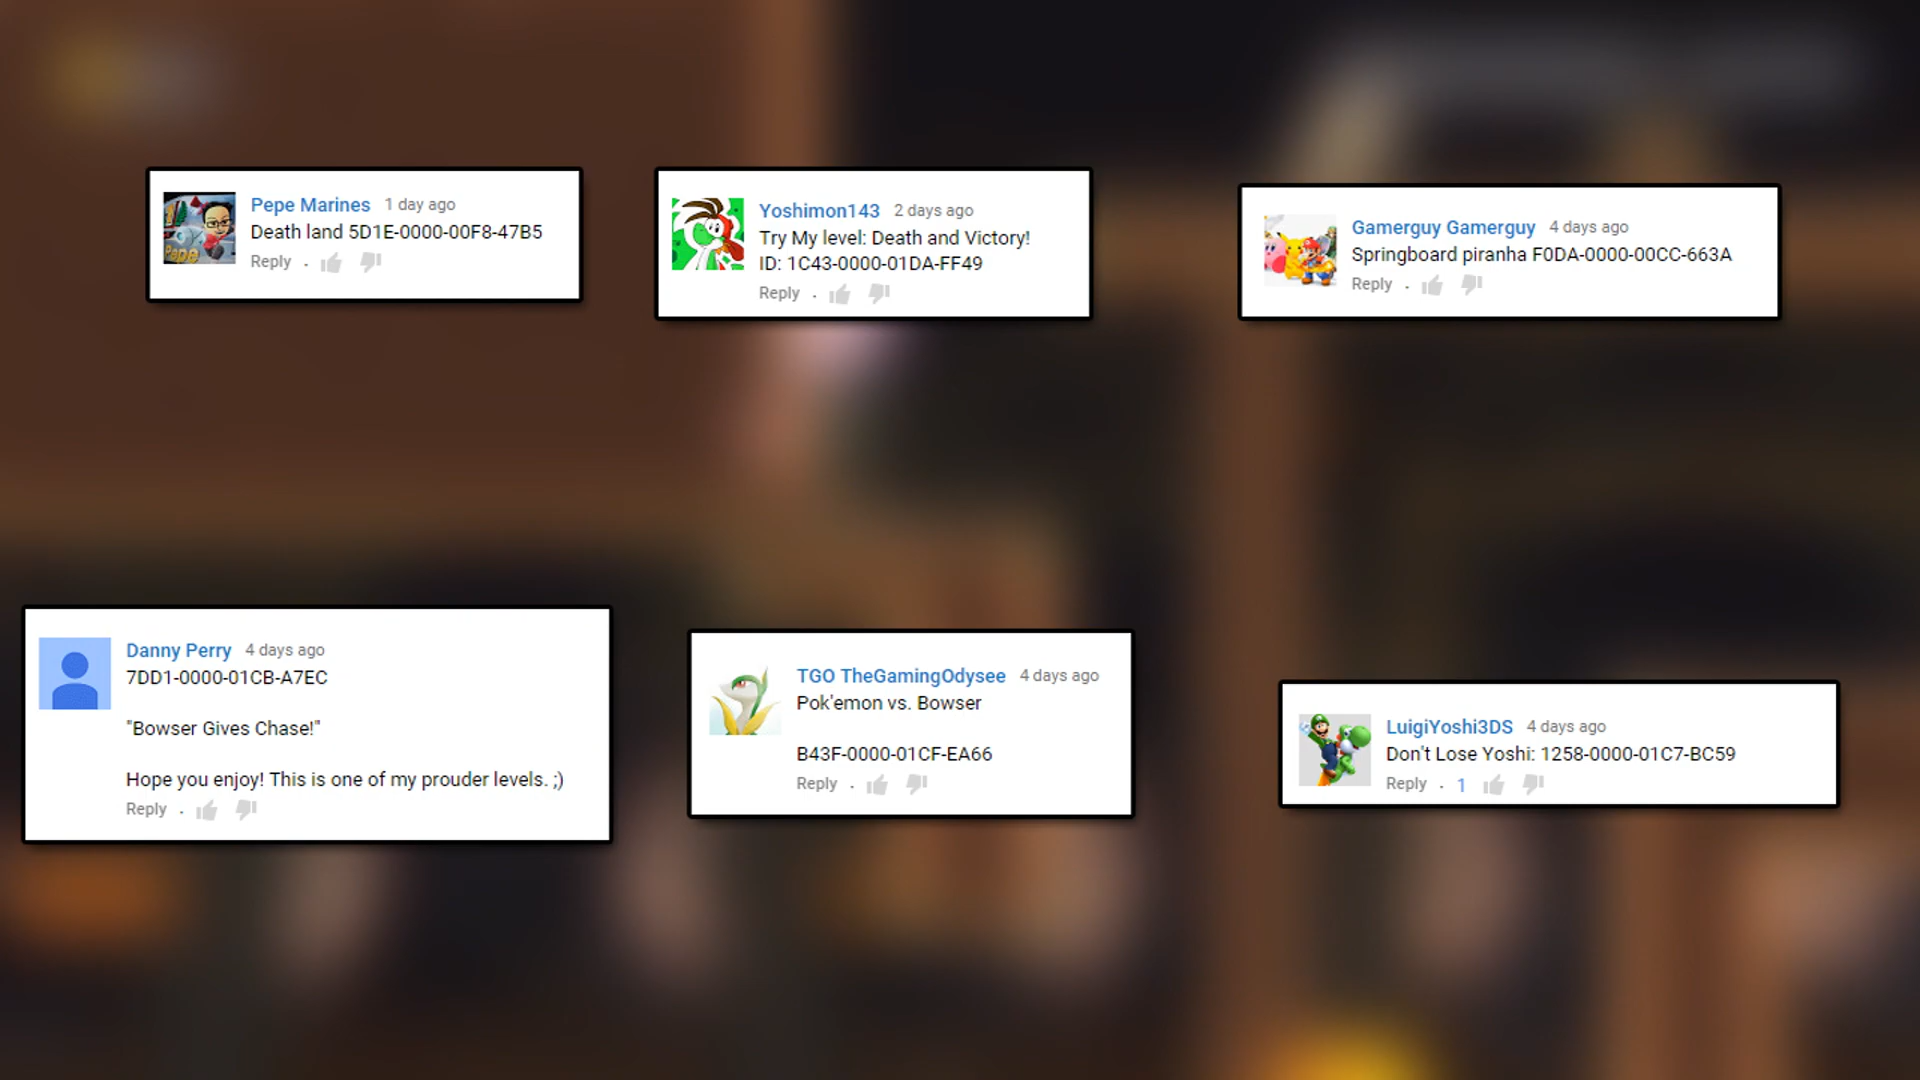 Pepe Marines 1 day ago
Death land 5D1E-0000-00F8-47B5
Reply .
Yoshimon143 2 days ago
Try My level: Death and Victory!
ID: 1C43-0000-01DA-FF49
Reply .
Gamerguy Gamerguy 4 days ago
Springboard piranha F0DA-0000-00CC-663A
Reply .
Danny Perry 4 days ago
7DD1-0000-01CB-A7EC
"Bowser Gives Chase!"
Hope you enjoy! This is one of my prouder levels. ;)
Reply .
TGO TheGamingOdysee 4 days ago
Pok'emon vs. Bowser
B43F-0000-01CF-EA66
Reply .
LuigiYoshi3DS 4 days ago
Don't Lose Yoshi: 1258-0000-01C7-BC59
Reply . 1